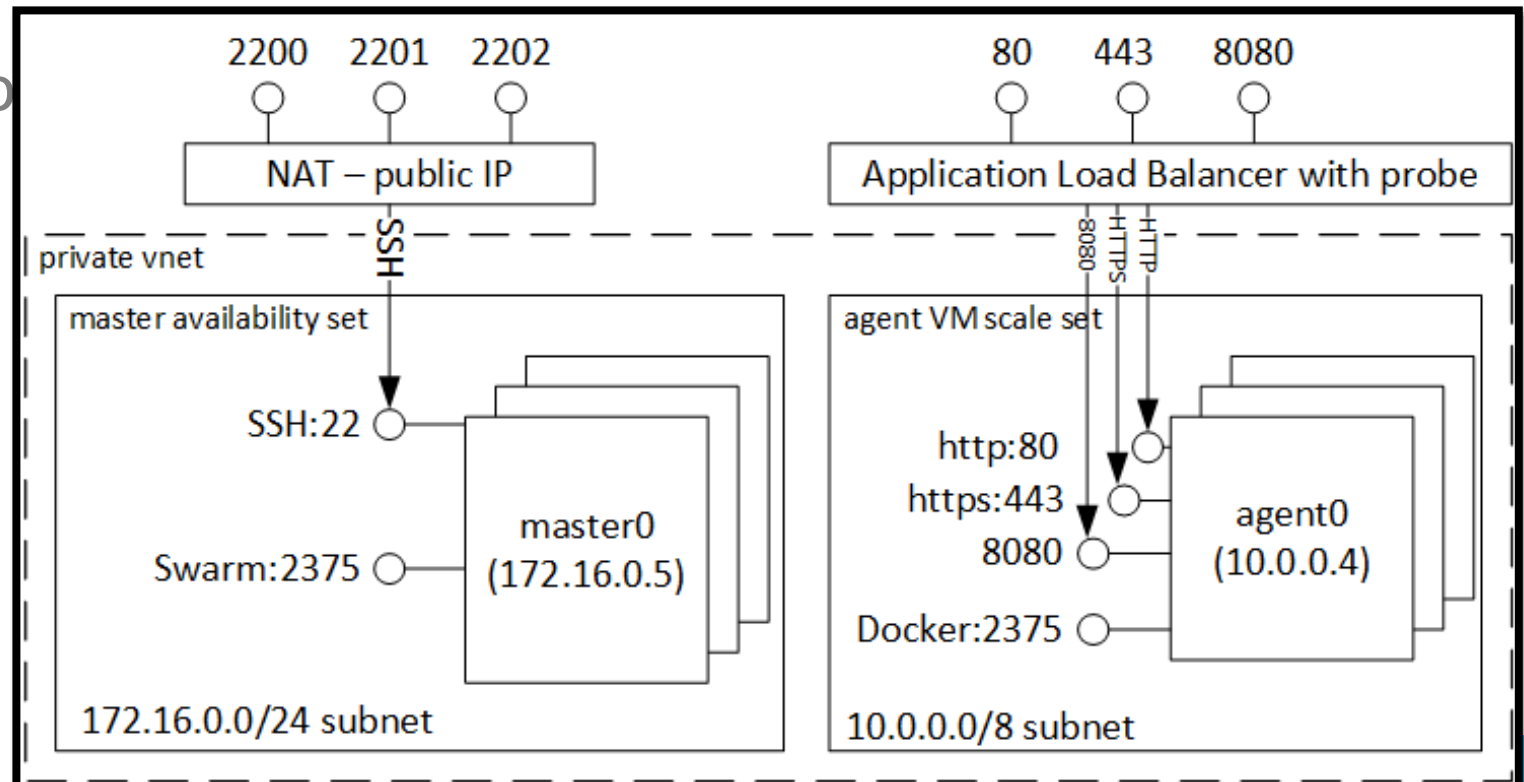 2200 2201 2202
80 443 8080
NAT – public IP
Application Load Balancer with probe
SSH
8080
HTTPS
HTTP
private vnet
master availability set
SSH:22
Swarm:2375
master0
(172.16.0.5)
172.16.0.0/24 subnet
agent VM scale set
http:80
https:443
8080
Docker:2375
agent0
(10.0.0.4)
10.0.0.0/8 subnet